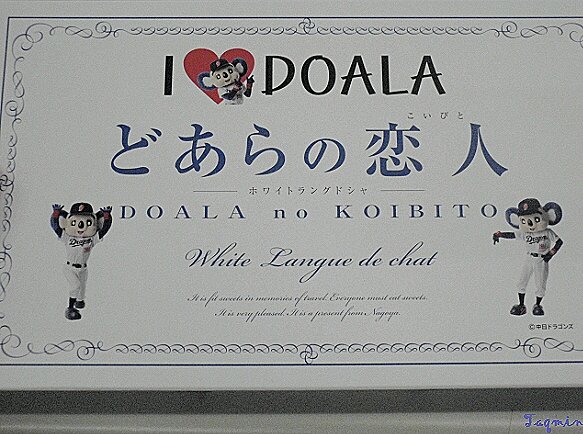 I DOALA
こいびと
どあらの恋人
ホワイトラングドシャ
DOALA no KOIBITO
White Langue de chat
It is fit sweets in memories of travel. Everyone must eat sweets.
It is very pleased. It is a present from Nagoya.
©中日ドラゴンズ
Taqmin